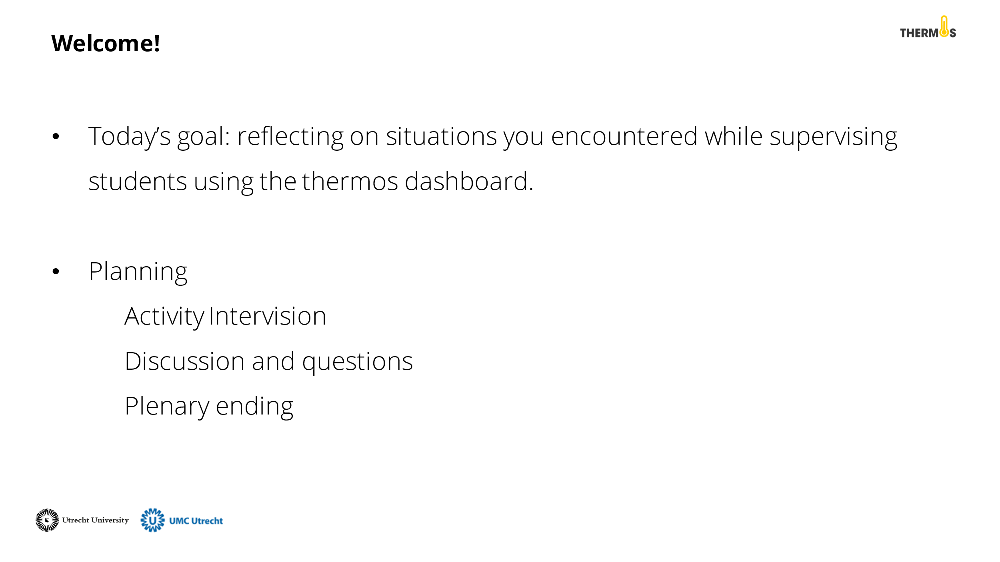 Welcome!
THERMOS
• Today’s goal: reflecting on situations you encountered while supervising
students using the thermos dashboard.
• Planning
Activity Intervision
Discussion and questions
Plenary ending
Utrecht University
U UMC Utrecht